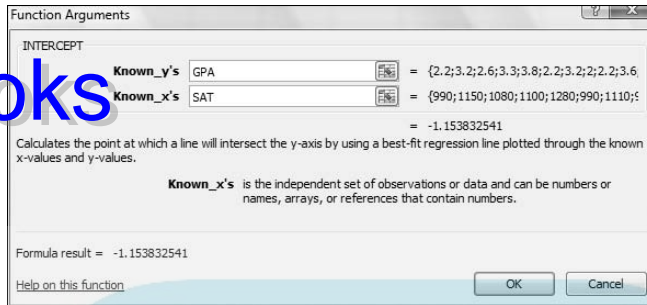 Function Arguments
INTERCEPT
Known_y's GPA = {2.2;3.2;2.6;3.3;3.8;2.2;3.2;2;2.2;3.6;
Known_x's SAT = {990;1150;1080;1100;1280;990;1110;9
oks
= -1.153832541
Calculates the point at which a line will intersect the y-axis by using a best-fit regression line plotted through the known
x-values and y-values.
Known_x's is the independent set of observations or data and can be numbers or
names, arrays, or references that contain numbers.
Formula result = -1.153832541
Help on this function OK Cancel